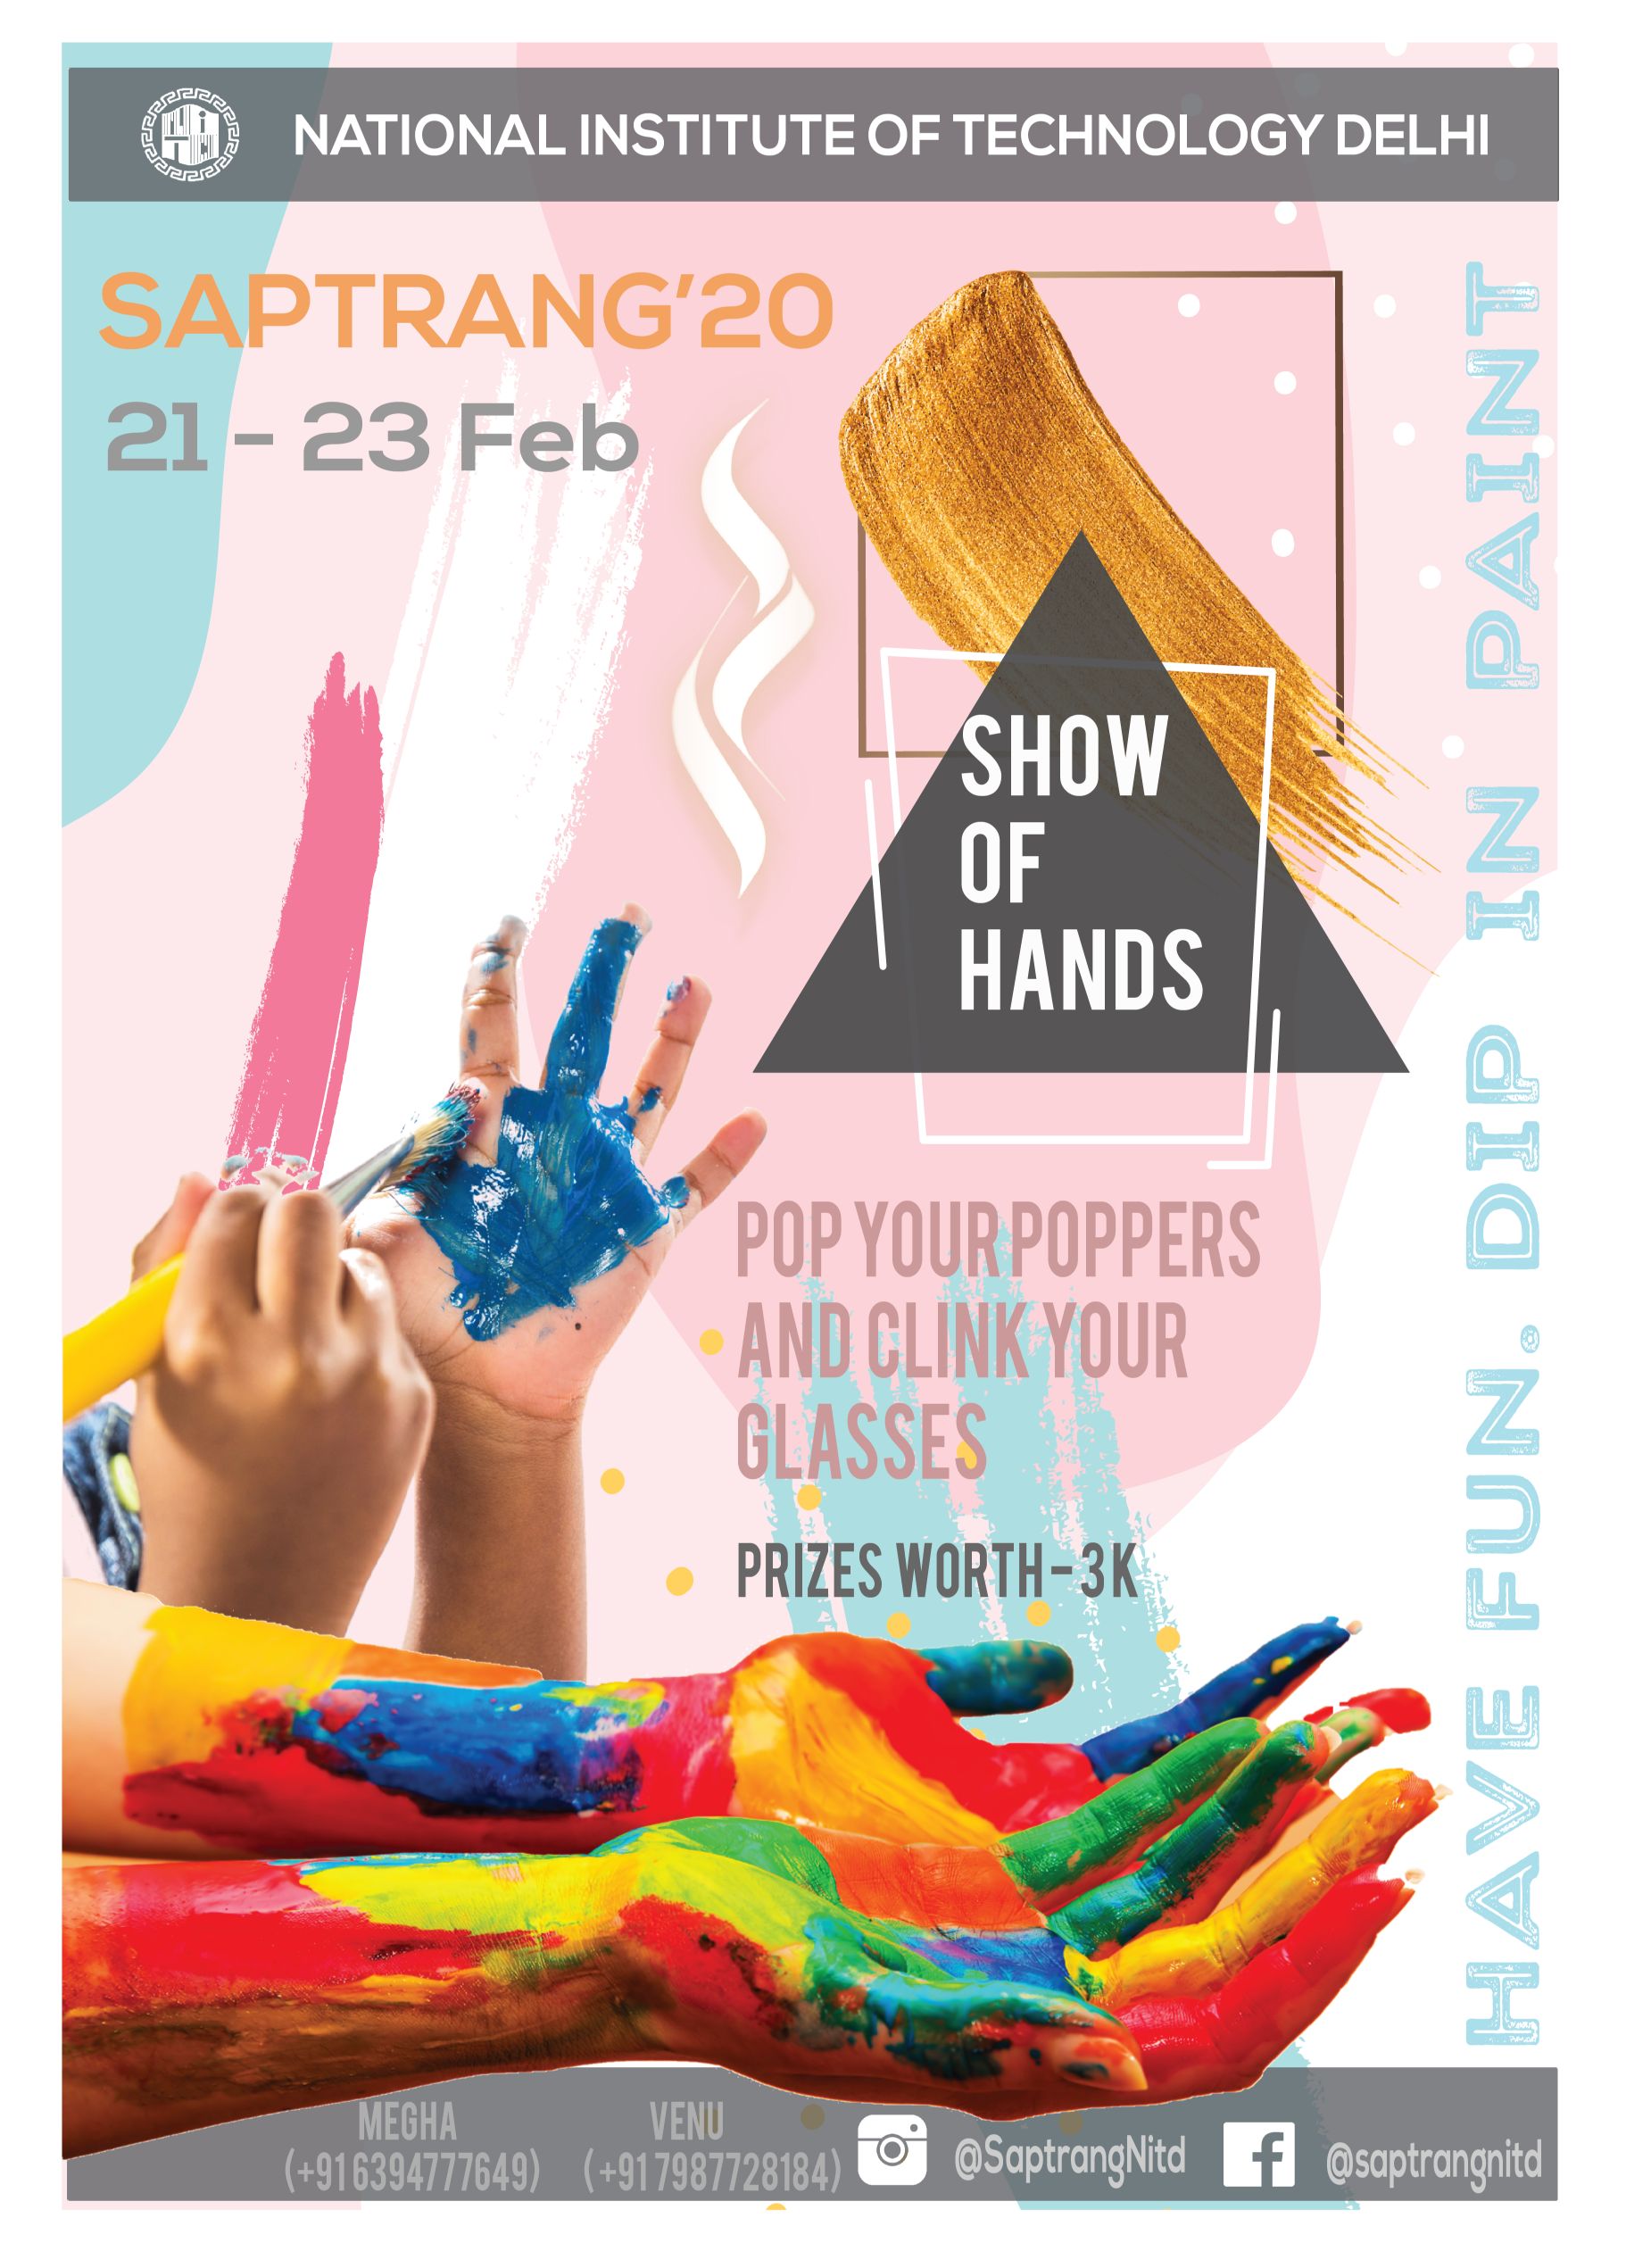 NATIONAL INSTITUTE OF TECHNOLOGY DELHI
SAPTRANG'20
21 - 23 Feb
SHOW
OF
HANDS
POP YOUR POPPERS
AND CLINK YOUR
GLASSES
PRIZES WORTH - 3K
HAVE FUN. DIP IN PAINT
MEGHA
(+916394777649)
VENU
(+917987728184)
@SaptrangNitd
@saptrangnitd